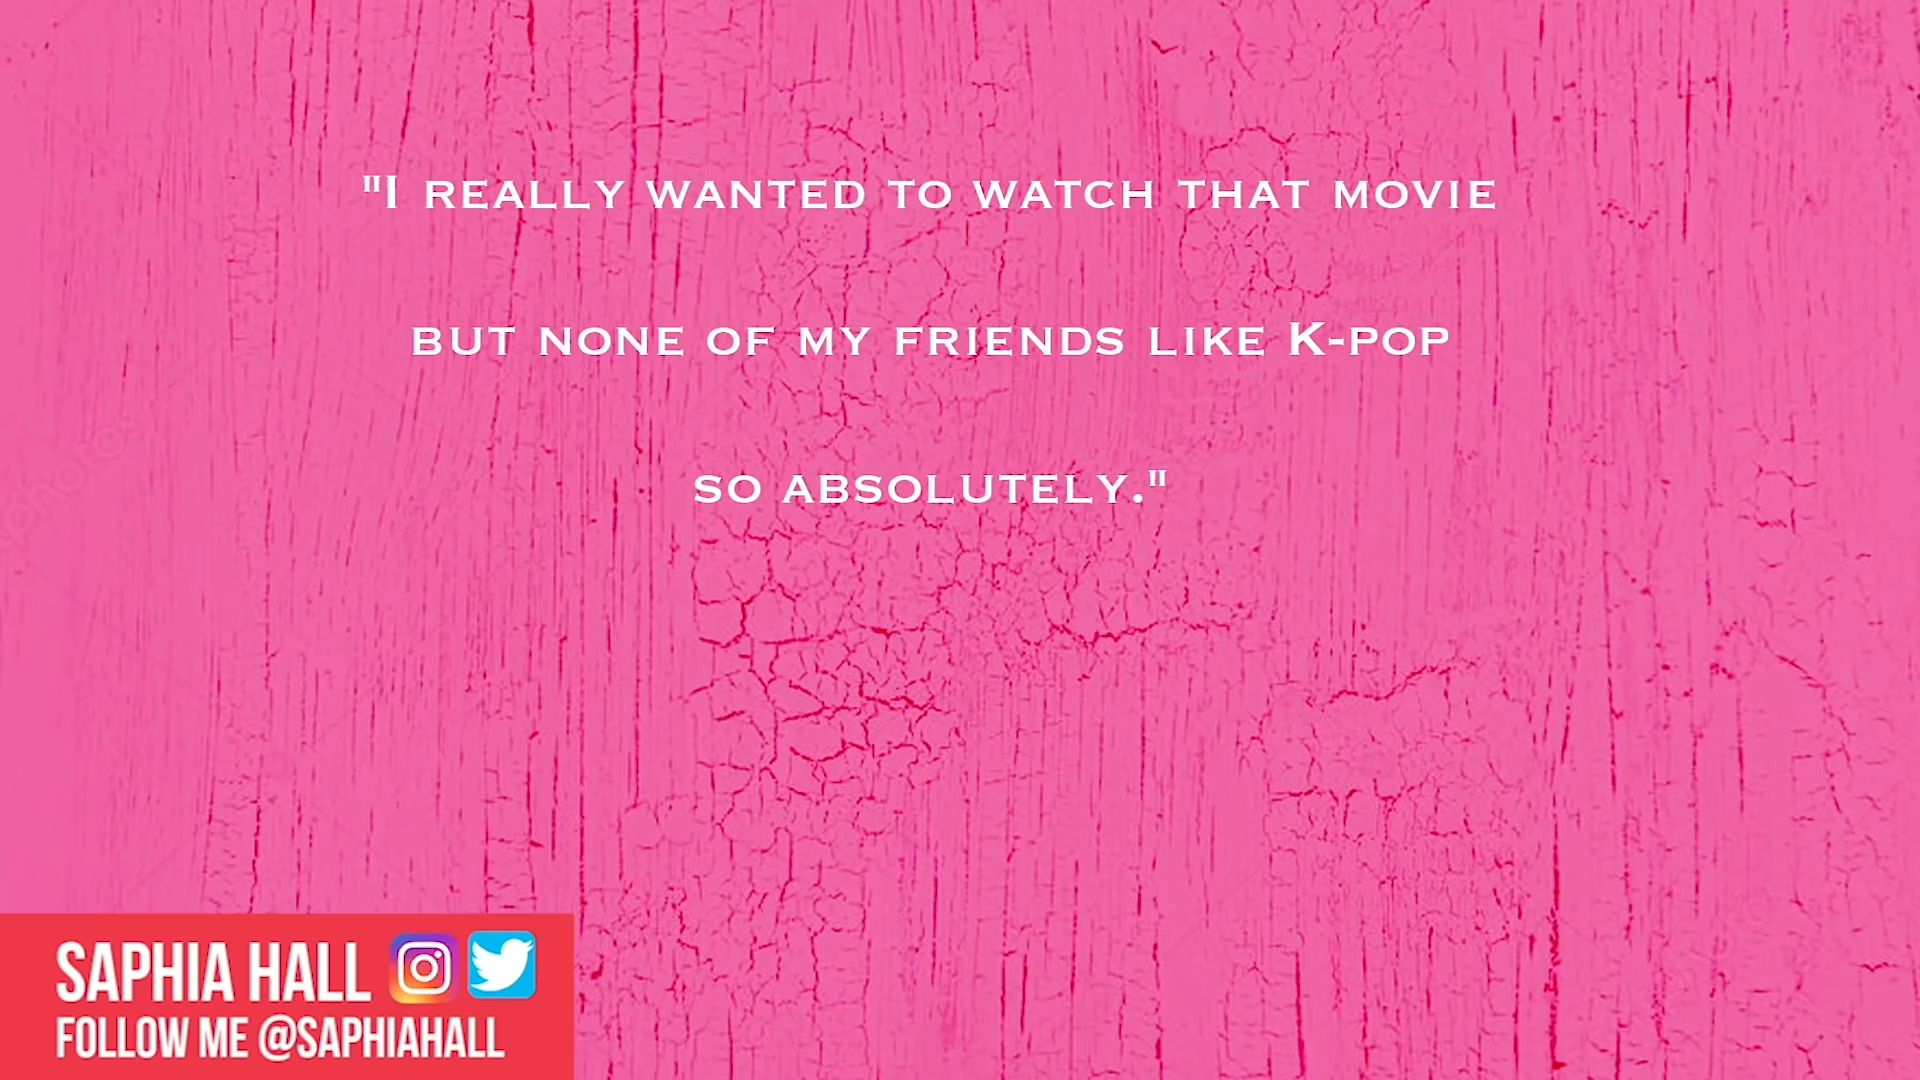 "I REALLY WANTED TO WATCH THAT MOVIE
BUT NONE OF MY FRIENDS LIKE K-POP
SO ABSOLUTELY."
SAPHIA HALL
FOLLOW ME @SAPHIAHALL